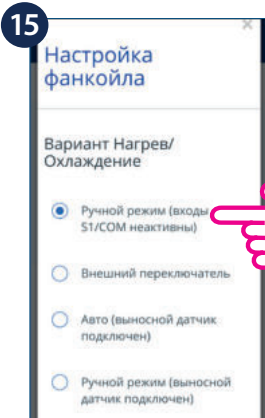 15
×
Настройка
фанкойла
Вариант Нагрев/
Охлаждение
Ручной режим (входы
S1/COM неактивны)
Внешний переключатель
Авто (выносной датчик
подключен)
Ручной режим (выносной
датчик подключен)